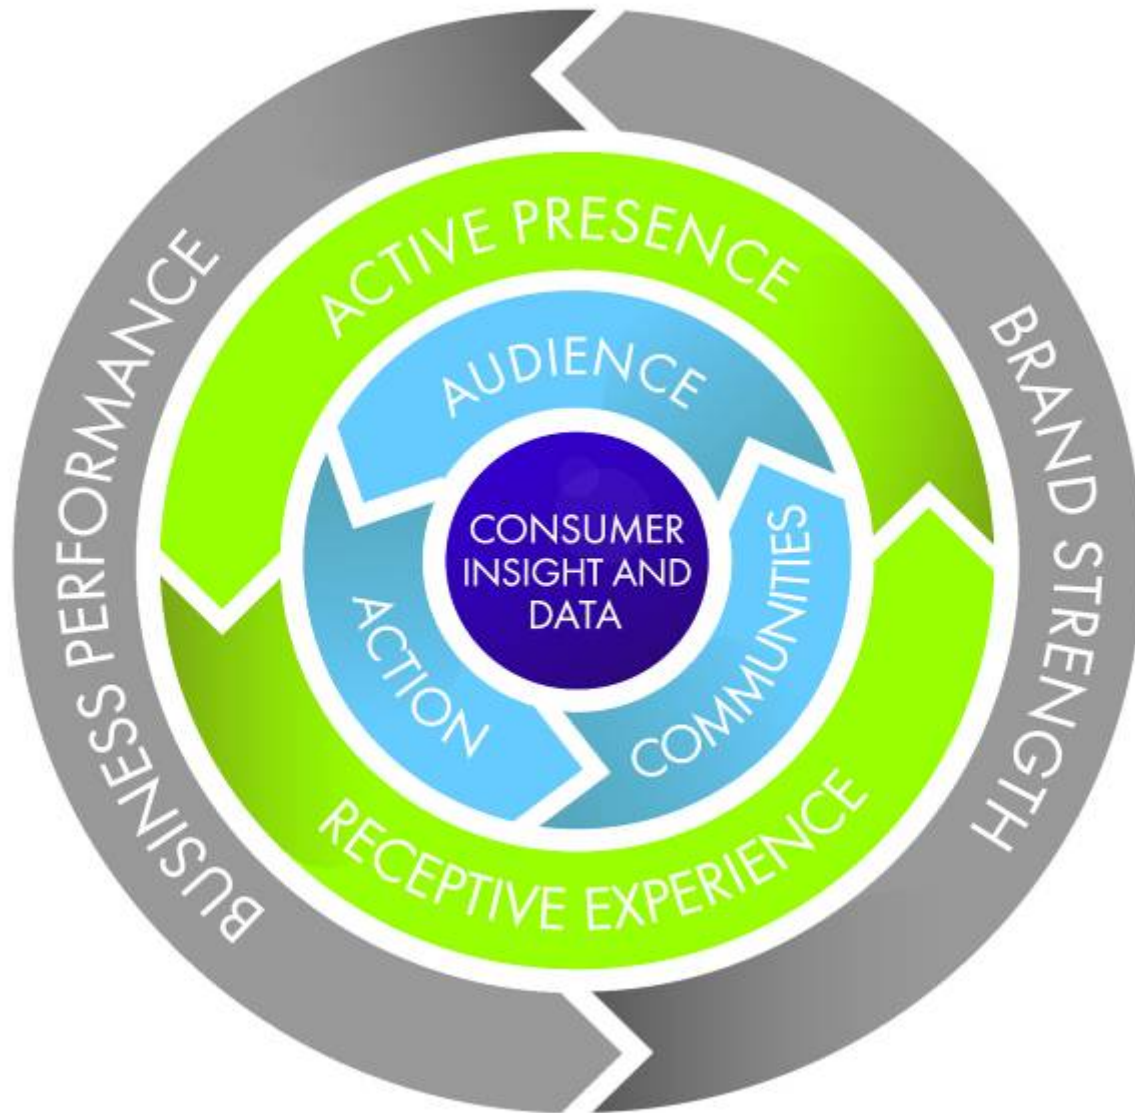 BUSINESS PERFORMANCE
BRAND STRENGTH
ACTIVE PRESENCE
RECEPTIVE EXPERIENCE
AUDIENCE
COMMUNITIES
ACTION
CONSUMER
INSIGHT AND
DATA